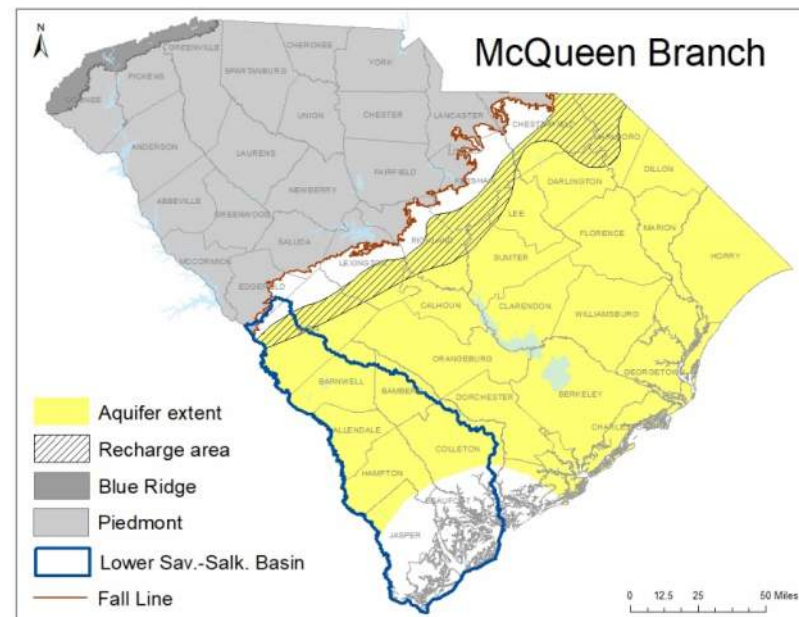 McQueen Branch
N
GREENVILLE
CHEROKEE
YORK
PICKENS
SPARTANBURG
UNION
CHESTER
LANCASTER
ANDERSON
LAURENS
FAIRFIELD
NEWBERRY
ABBEVILLE
GREENWOOD
SALUDA
MCCORMICK
EDGEFIELD
LEXINGTON
RICHLAND
DARLINGTON
DILLON
LEE
MARION
FLORENCE
SUMTER
HORRY
CALHOUN
CLARENDON
WILLIAMSBURG
ORANGEBURG
GEORGETOWN
BARNWELL
BAMBERG
DORCHESTER
BERKELEY
ALLENDALE
COLLETON
HAMPTON
BEAUFORT
JASPER
Aquifer extent
Recharge area
Blue Ridge
Piedmont
Lower Sav.-Salk. Basin
Fall Line
0 12.5 25 50 Miles